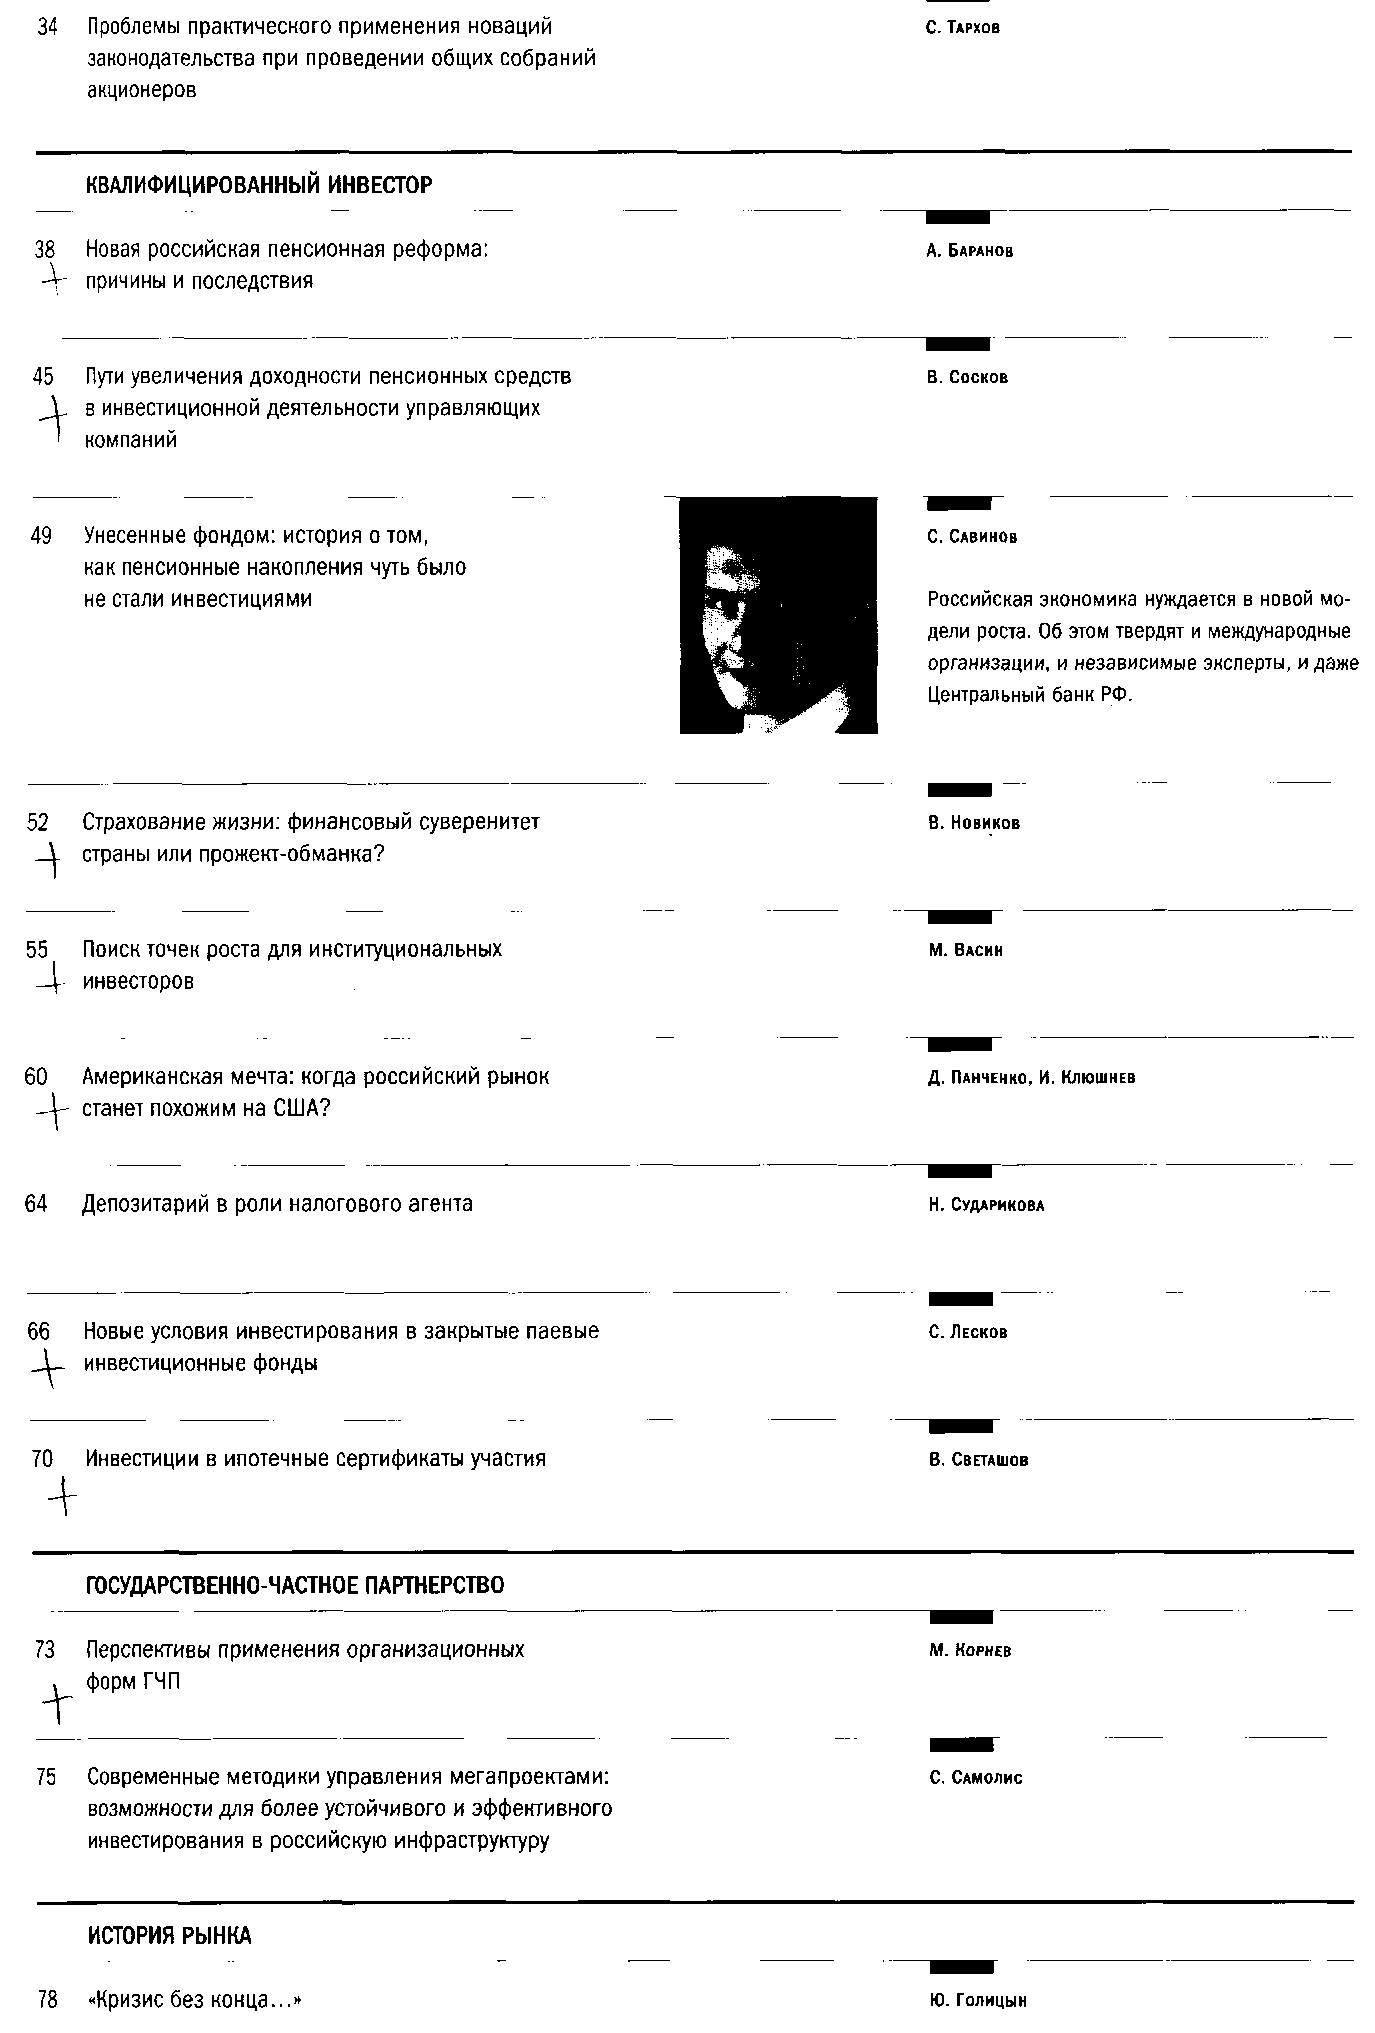 34 Проблемы практического применения новаций
законодательства при проведении общих собраний
акционеров
С. Тархов
КВАЛИФИЦИРОВАННЫЙ ИНВЕСТОР
38 Новая российская пенсионная реформа:
причины и последствия
А. Баранов
45 Пути увеличения доходности пенсионных средств
в инвестиционной деятельности управляющих
компаний
В. Сосков
49 Унесенные фондом: история о том,
как пенсионные накопления чуть было
не стали инвестициями
С. Савинов
Российская экономика нуждается в новой мо-
дели роста. Об этом твердят и международные
организации, и независимые эксперты, и даже
Центральный банк РФ.
52 Страхование жизни: финансовый суверенитет
страны или прожект-обманка?
В. Новиков
55 Поиск точек роста для институциональных
инвесторов
М. Васин
60 Американская мечта: когда российский рынок
станет похожим на США?
Д. Панченко, И. Клюшнев
64 Депозитарий в роли налогового агента
Н. Сударикова
66 Новые условия инвестирования в закрытые паевые
инвестиционные фонды
С. Лесков
70 Инвестиции в ипотечные сертификаты участия
В. Светашов
ГОСУДАРСТВЕННО-ЧАСТНОЕ ПАРТНЕРСТВО
73 Перспективы применения организационных
форм ГЧП
М. Корнев
75 Современные методики управления мегапроектами:
возможности для более устойчивого и эффективного
инвестирования в российскую инфраструктуру
С. Самолис
ИСТОРИЯ РЫНКА
78 «Кризис без конца...»
Ю. Голицын